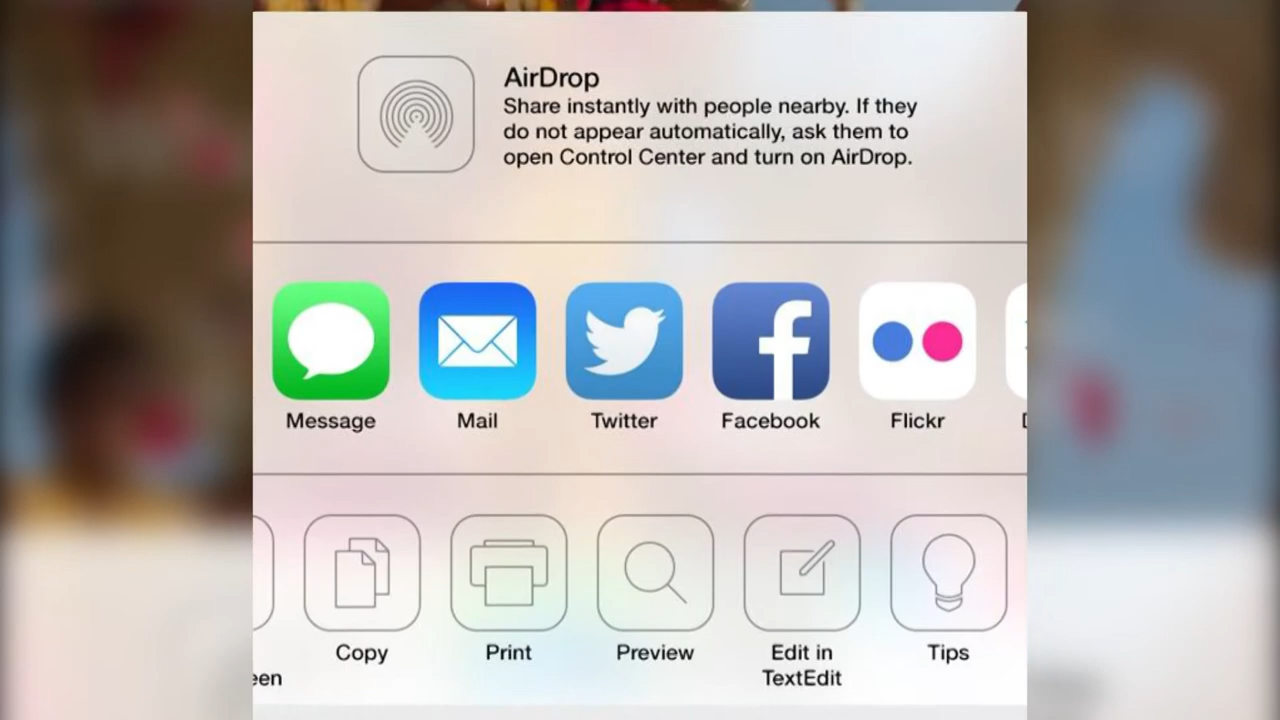 AirDrop
Share instantly with people nearby. If they
do not appear automatically, ask them to
open Control Center and turn on AirDrop.
Message Mail Twitter Facebook Flickr
Copy Print Preview Edit in Tips
een TextEdit